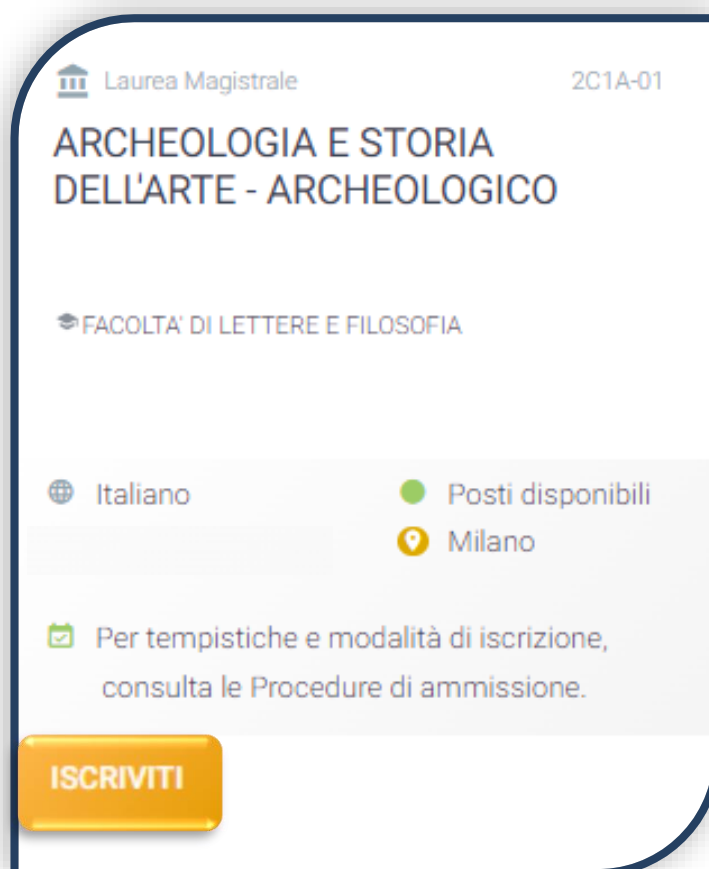 Laurea Magistrale 2C1A-01
ARCHEOLOGIA E STORIA
DELL'ARTE - ARCHEOLOGICO
FACOLTA' DI LETTERE E FILOSOFIA
Italiano Posti disponibili
Milano
Per tempistiche e modalità di iscrizione,
consulta le Procedure di ammissione.
ISCRIVITI